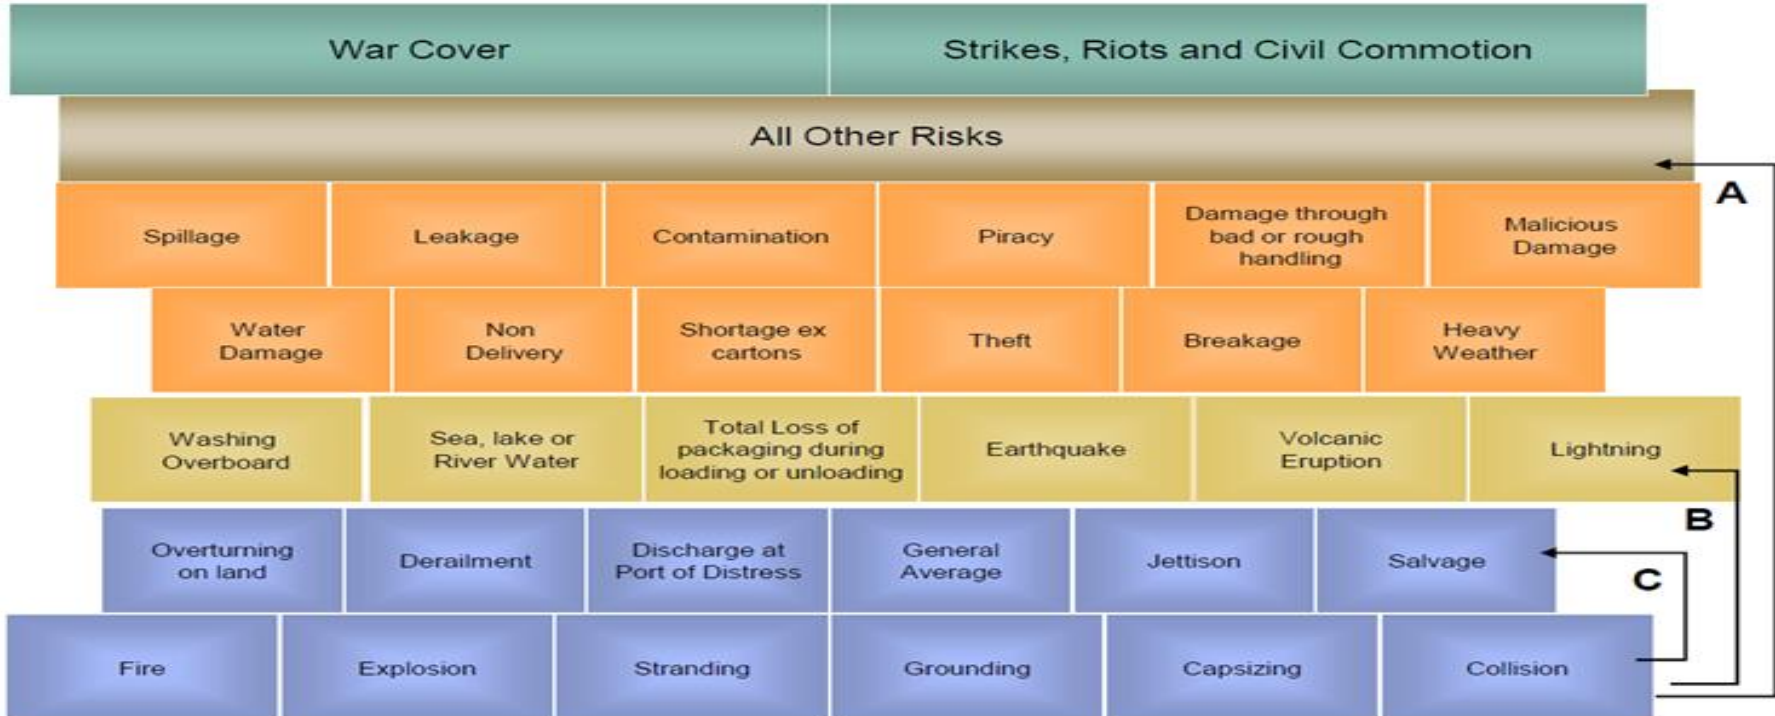 War Cover
Strikes, Riots and Civil Commotion
All Other Risks
A
Spillage
Leakage
Contamination
Piracy
Damage through
bad or rough
handling
Malicious
Damage
Water
Damage
Non
Delivery
Shortage ex
cartons
Theft
Breakage
Heavy
Weather
Washing
Overboard
Sea, lake or
River Water
Total Loss of
packaging during
loading or unloading
Earthquake
Volcanic
Eruption
Lightning
B
Overturning
on land
Derailment
Discharge at
Port of Distress
General
Average
Jettison
Salvage
C
Fire
Explosion
Stranding
Grounding
Capsizing
Collision